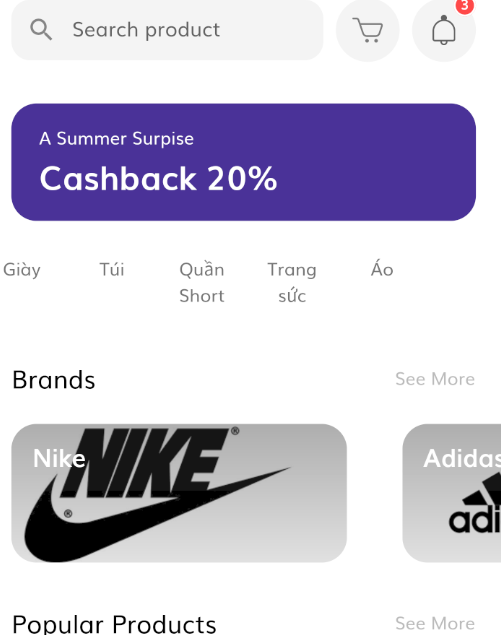 3
Search product
A Summer Surpise
Cashback 20%
Giày
Túi
Quần
Short
Trang
sức
Áo
Brands
See More
Nike
NIKE
®
®
Adidas
adi
Popular Products
See More